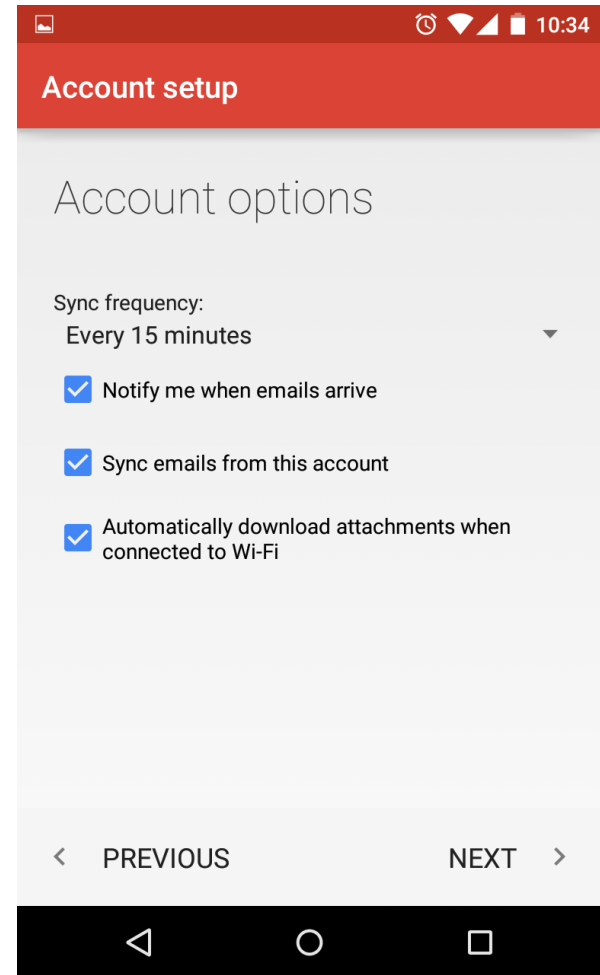 10:34
Account setup
Account options
Sync frequency:
Every 15 minutes
Notify me when emails arrive
Sync emails from this account
Automatically download attachments when
connected to Wi-Fi
PREVIOUS NEXT